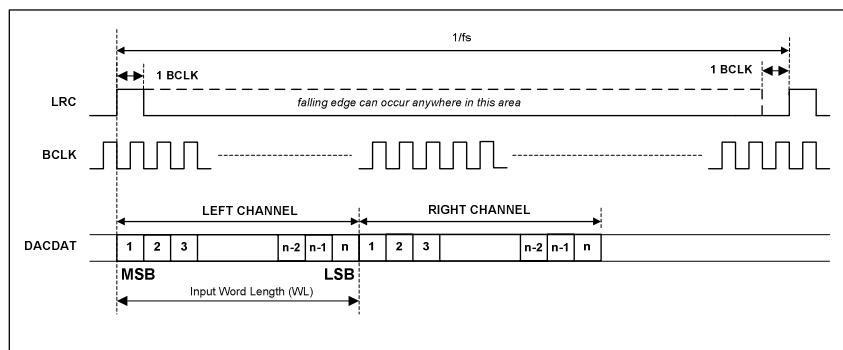 1/fs
1 BCLK
1 BCLK
LRC
falling edge can occur anywhere in this area
BCLK
LEFT CHANNEL
RIGHT CHANNEL
DACDAT
1 2 3 n-2 n-1 n 1 2 3 n-2 n-1 n
MSB LSB
Input Word Length (WL)